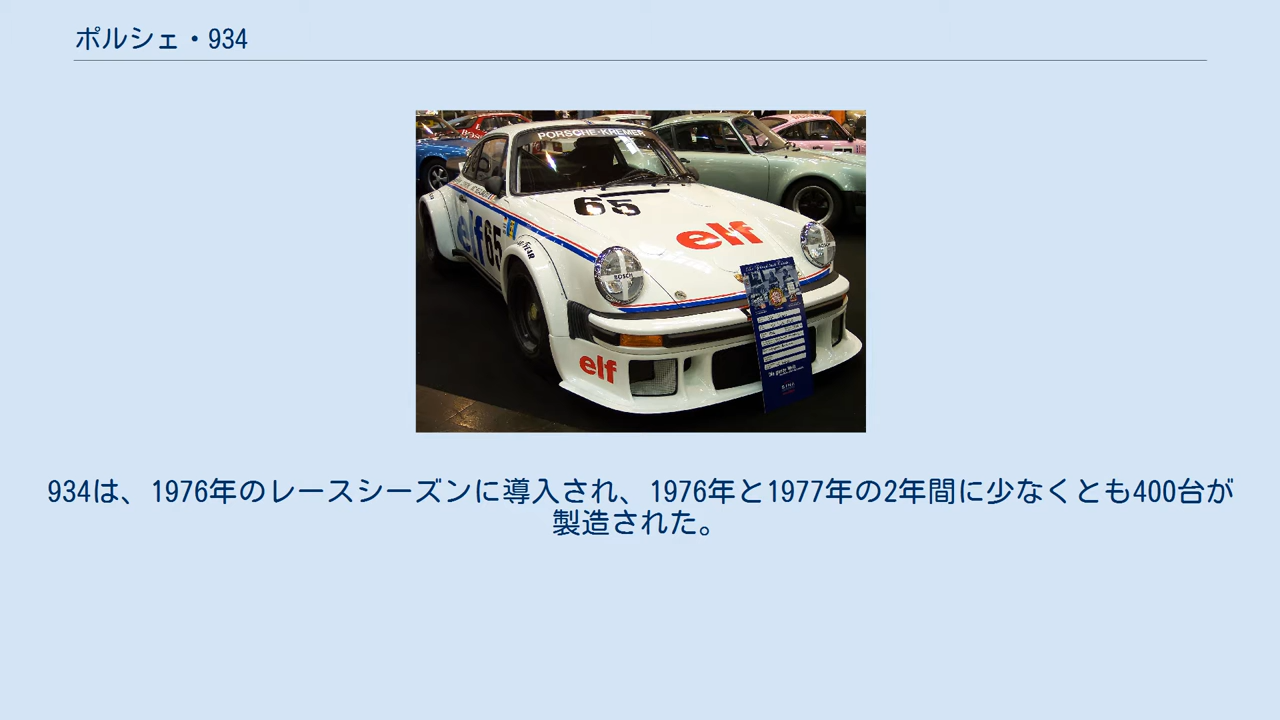 ポルシェ・934
PORSCHE-KREMER
65
elf
elf 65
BOSCH
elf
934は、1976年のレースシーズンに導入され、1976年と1977年の2年間に少なくとも400台が
製造された。